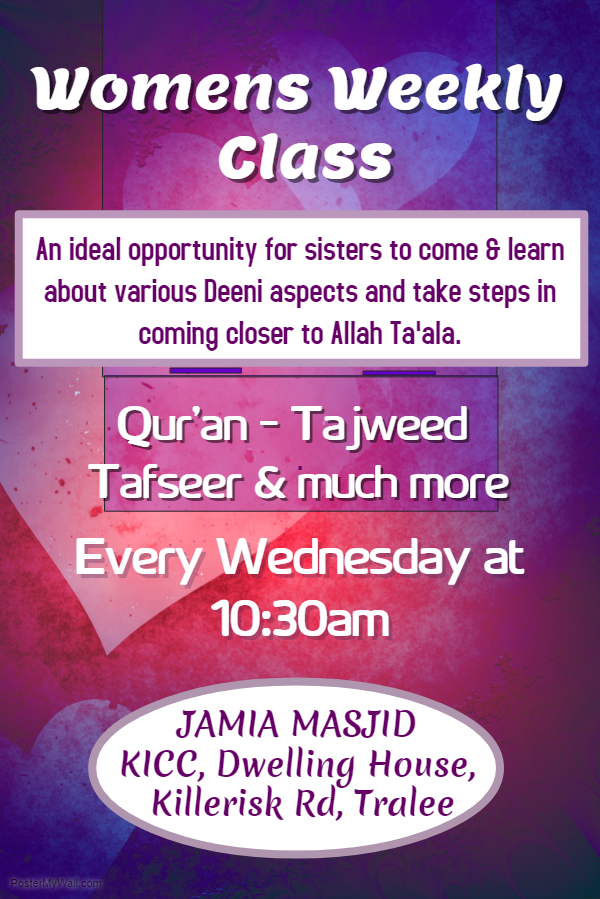 Womens Weekly
Class
An ideal opportunity for sisters to come & learn
about various Deeni aspects and take steps in
coming closer to Allah Ta'ala.
Qur'an - Tajweed
Tafseer & much more
Every Wednesday at
10:30am
JAMIA MASJID
KICC, Dwelling House,
Killerisk Rd, Tralee
PosterMyWall.com